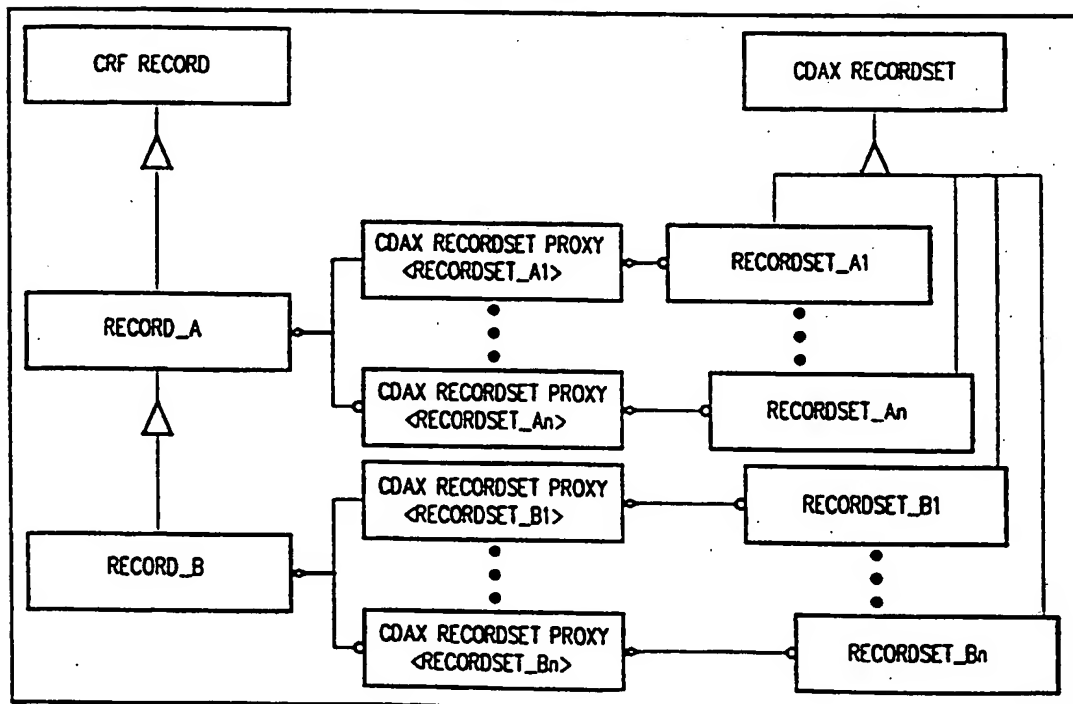 CRF RECORD
CDAX RECORDSET
CDAX RECORDSET PROXY
<RECORDSET_A1>
RECORDSET_A1
RECORD_A
CDAX RECORDSET PROXY
<RECORDSET_An>
RECORDSET_An
CDAX RECORDSET PROXY
<RECORDSET_B1>
RECORDSET_B1
RECORD_B
CDAX RECORDSET PROXY
<RECORDSET_Bn>
RECORDSET_Bn